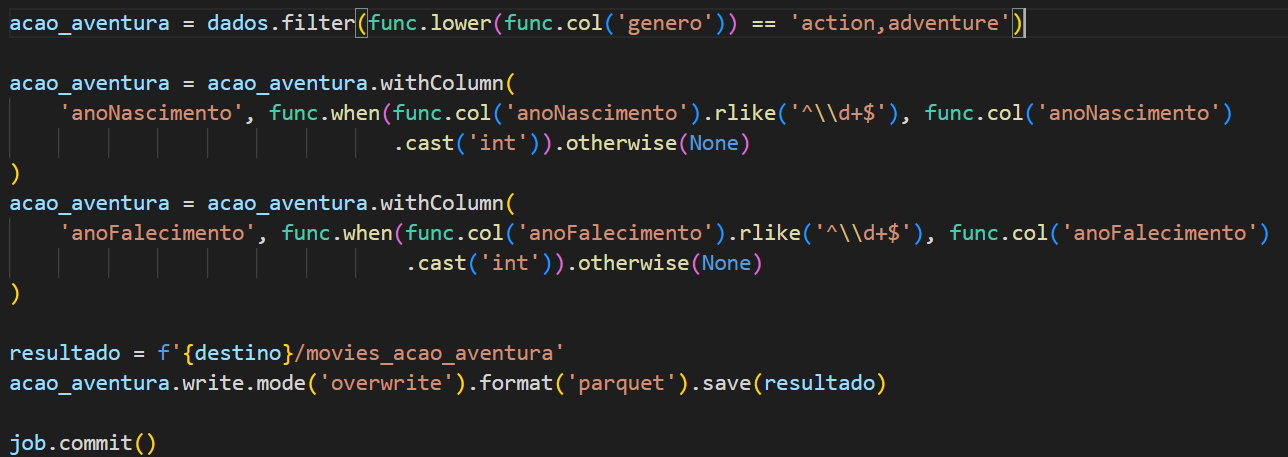 acao_aventura = dados.filter(func.lower(func.col('genero')) == 'action,adventure')
acao_aventura = acao_aventura.withColumn(
    'anoNascimento', func.when(func.col('anoNascimento').rlike('^\\d+$'), func.col('anoNascimento')
                               .cast('int')).otherwise(None)
)
acao_aventura = acao_aventura.withColumn(
    'anoFalecimento', func.when(func.col('anoFalecimento').rlike('^\\d+$'), func.col('anoFalecimento')
                                .cast('int')).otherwise(None)
)
resultado = f'{destino}/movies_acao_aventura'
acao_aventura.write.mode('overwrite').format('parquet').save(resultado)
job.commit()